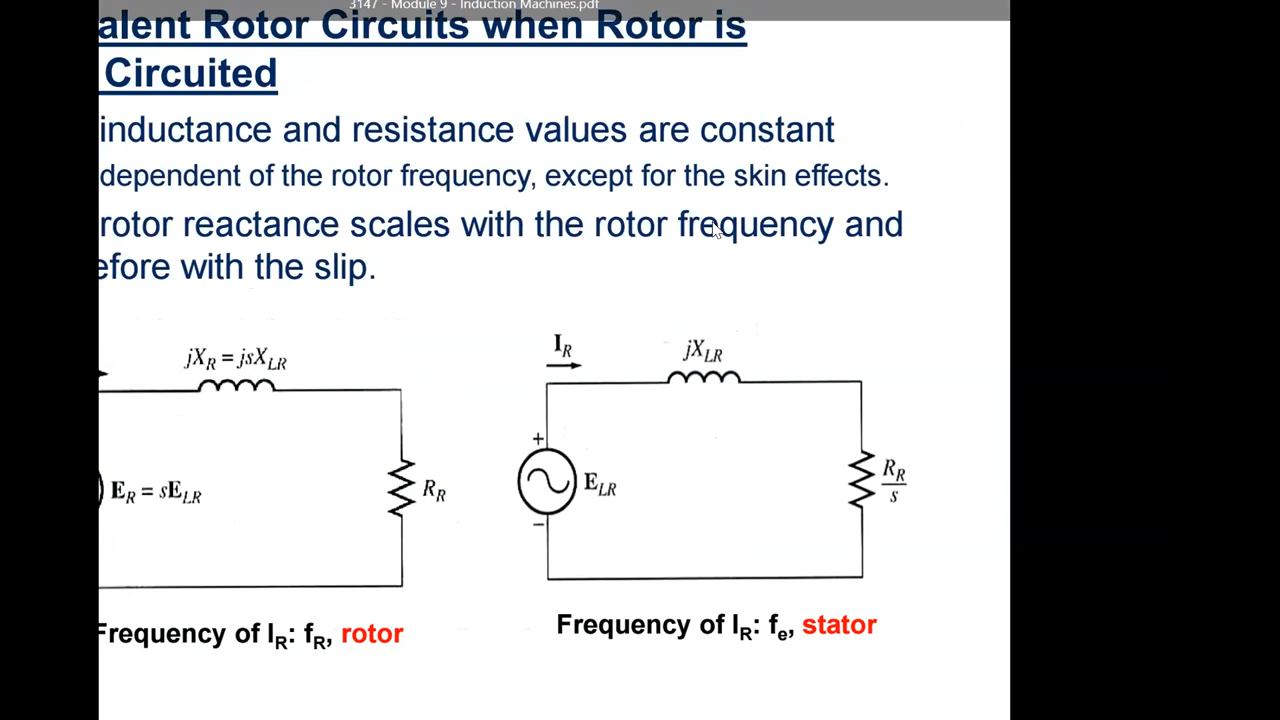 3147 - Module 9 - Induction Machines.pdf
alent Rotor Circuits when Rotor is
Circuited
inductance and resistance values are constant
dependent of the rotor frequency, except for the skin effects.
rotor reactance scales with the rotor frequency and
efore with the slip.
jX_R = jsX_LR
I_R
jX_LR
+
E_R = sE_LR
R_R
E_LR
R_R
s
−
Frequency of I_R: f_R, rotor
Frequency of I_R: f_e, stator